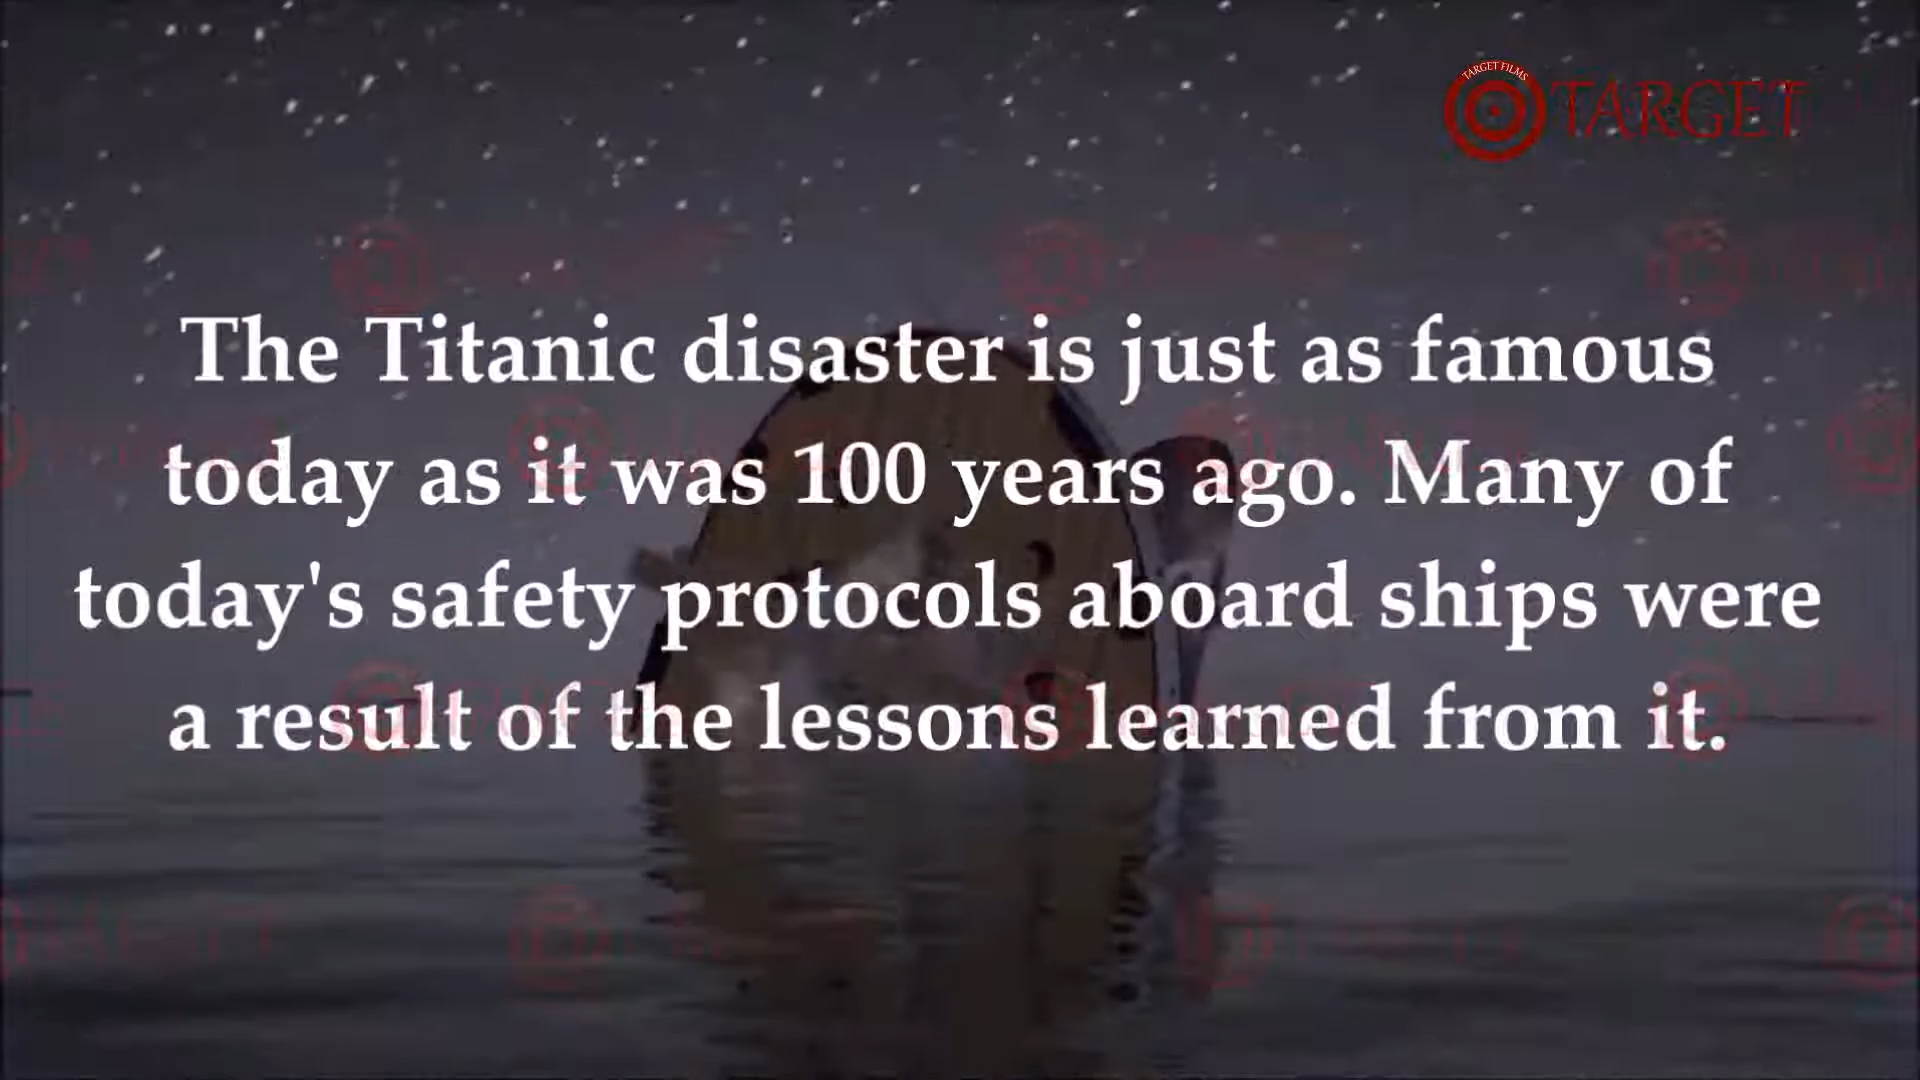 TARGET FILMS
TARGET
The Titanic disaster is just as famous
today as it was 100 years ago. Many of
today's safety protocols aboard ships were
a result of the lessons learned from it.